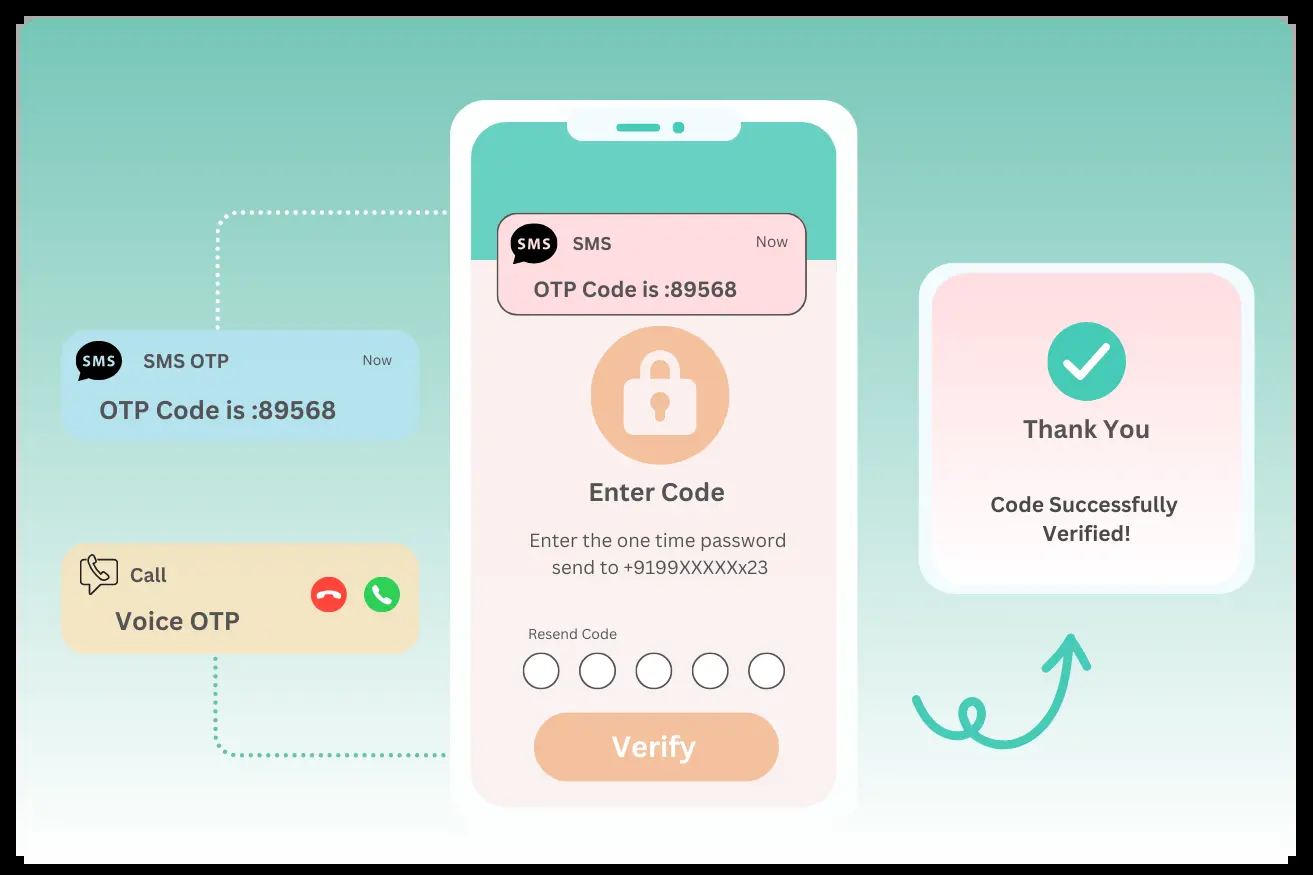 SMS SMS OTP Now
OTP Code is :89568
Call
Voice OTP
SMS SMS Now
OTP Code is :89568
Enter Code
Enter the one time password
send to +9199XXXXXx23
Resend Code
Verify
Thank You
Code Successfully
Verified!